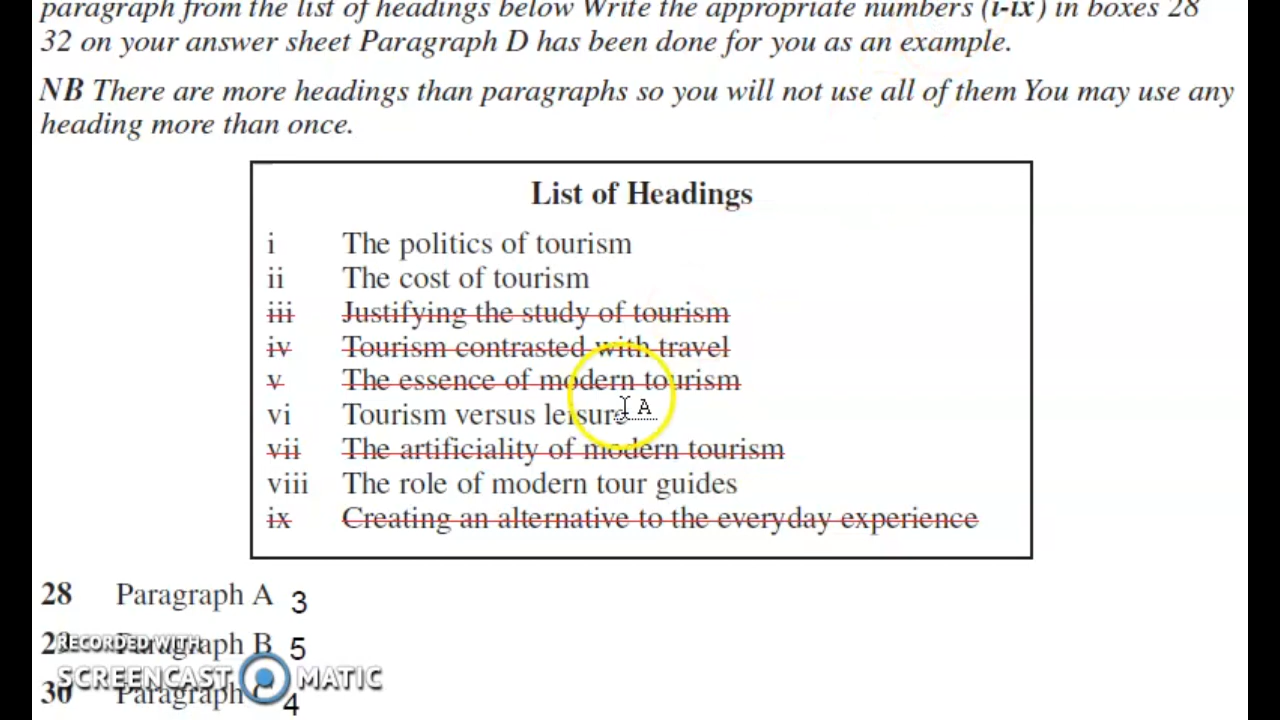 paragraph from the list of headings below Write the appropriate numbers (i-ix) in boxes 28
32 on your answer sheet Paragraph D has been done for you as an example.
NB There are more headings than paragraphs so you will not use all of them You may use any
heading more than once.
List of Headings
i The politics of tourism
ii The cost of tourism
iii Justifying the study of tourism
iv Tourism contrasted with travel
v The essence of modern tourism
vi Tourism versus leisure
A
vii The artificiality of modern tourism
viii The role of modern tour guides
ix Creating an alternative to the everyday experience
28 Paragraph A 3
29 Paragraph B 5
RECORDED WITH
SCREENCAST MATIC
30 Paragraph C 4